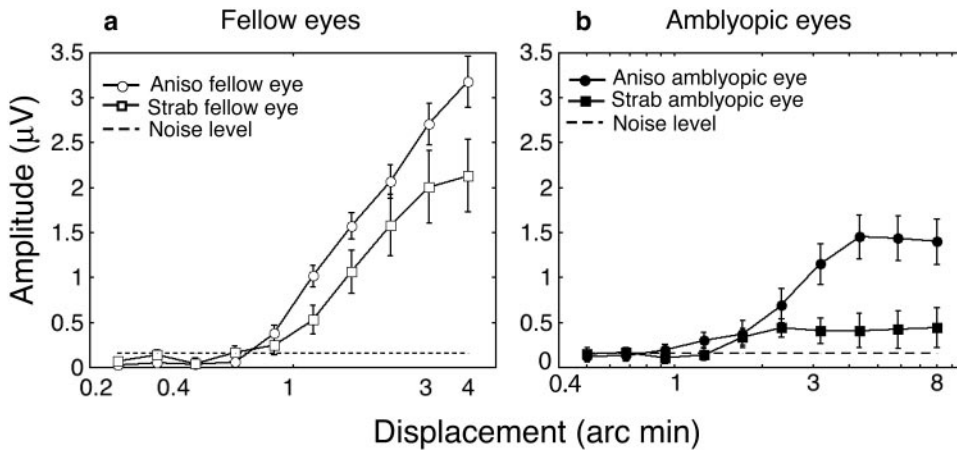 a Fellow eyes
b Amblyopic eyes
Amplitude (μV)
3.5
3
2.5
2
1.5
1
0.5
0
Aniso fellow eye
Strab fellow eye
Noise level
0.2
0.4
1
3
4
3.5
3
2.5
2
1.5
1
0.5
0
Aniso amblyopic eye
Strab amblyopic eye
Noise level
0.4
1
3
8
Displacement (arc min)